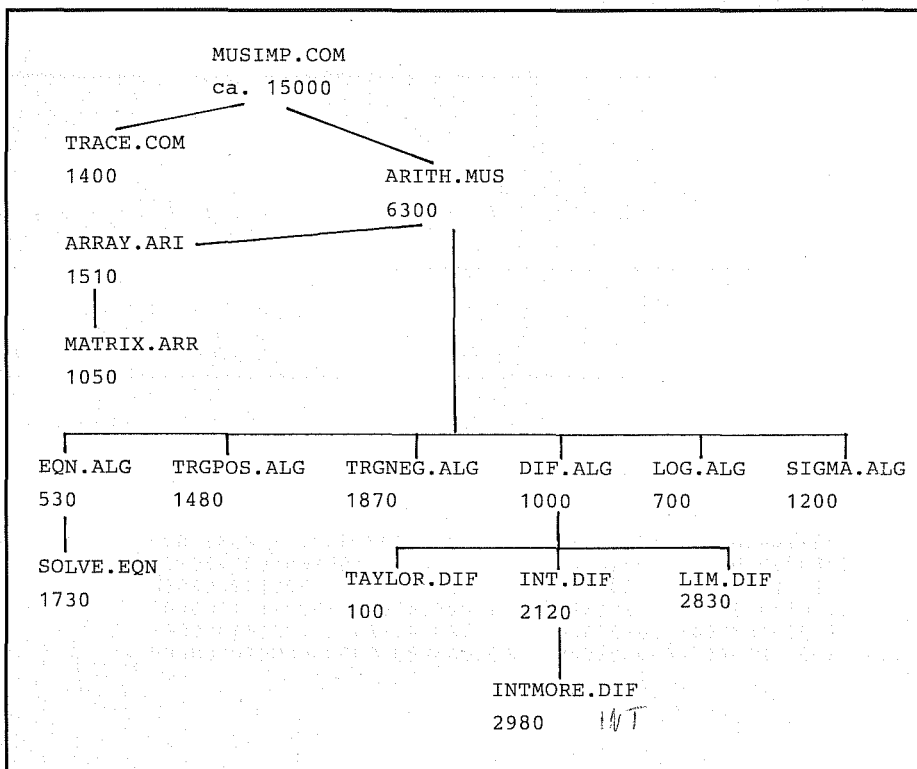 MUSIMP.COM
ca. 15000
TRACE.COM
1400
ARITH.MUS
6300
ARRAY.ARI
1510
MATRIX.ARR
1050
EQN.ALG TRGPOS.ALG TRGNEG.ALG DIF.ALG LOG.ALG SIGMA.ALG
530 1480 1870 1000 700 1200
SOLVE.EQN TAYLOR.DIF INT.DIF LIM.DIF
1730 100 2120 2830
INTMORE.DIF
2980 INT